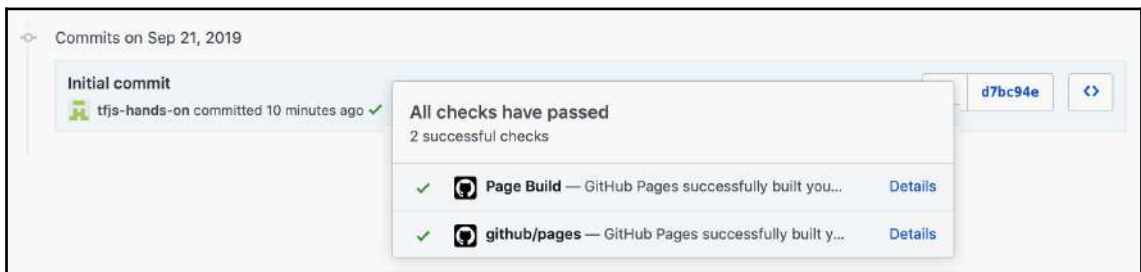 Commits on Sep 21, 2019
Initial commit
tfjs-hands-on committed 10 minutes ago
d7bc94e
All checks have passed
2 successful checks
Page Build — GitHub Pages successfully built you... Details
github/pages — GitHub Pages successfully built y... Details